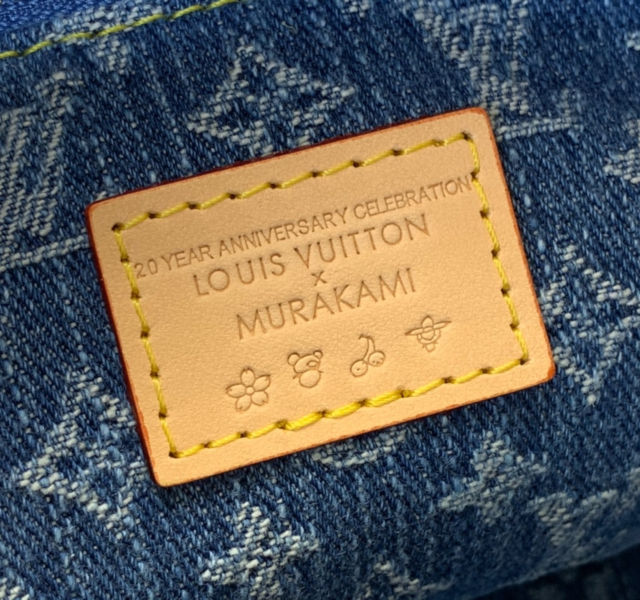 20 YEAR ANNIVERSARY CELEBRATION
LOUIS VUITTON
×
MURAKAMI